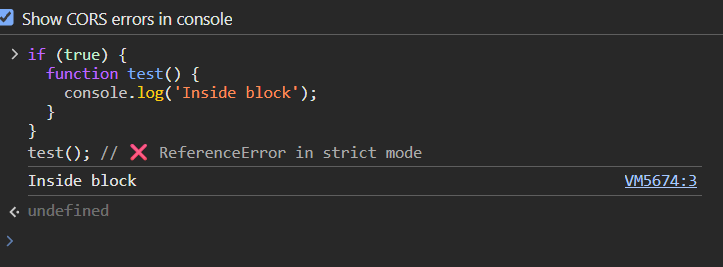 Show CORS errors in console
if (true) {
  function test() {
    console.log('Inside block');
  }
}
test(); // ❌ ReferenceError in strict mode
Inside block VM5674:3
undefined